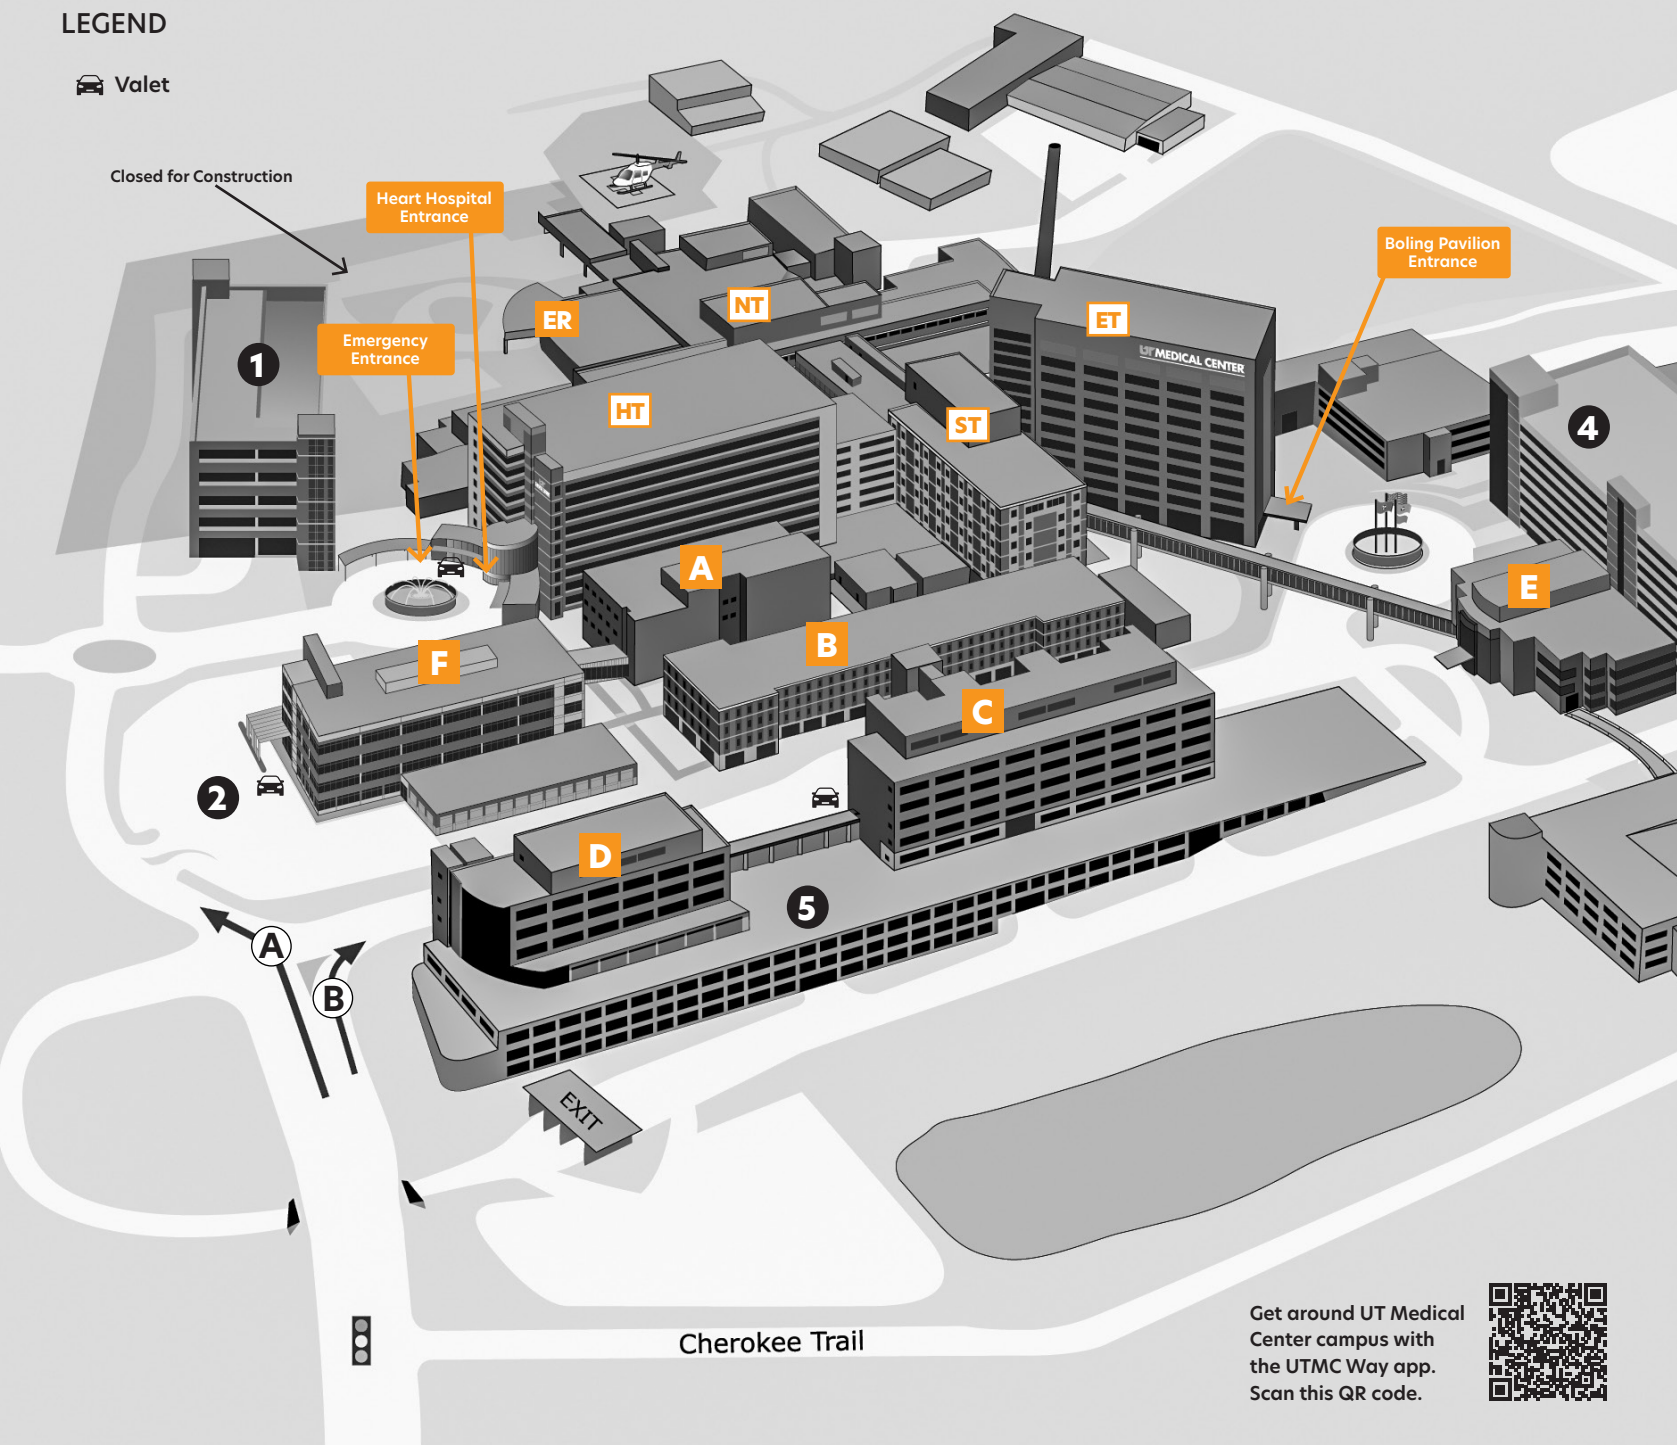 LEGEND
Valet
Closed for Construction
Heart Hospital
Entrance
Boling Pavilion
Entrance
Emergency
Entrance
ER
NT
ET
UT MEDICAL CENTER
1
HT
ST
4
A
E
B
F
C
2
D
5
A
B
EXIT
Cherokee Trail
Get around UT Medical
Center campus with
the UTMC Way app.
Scan this QR code.